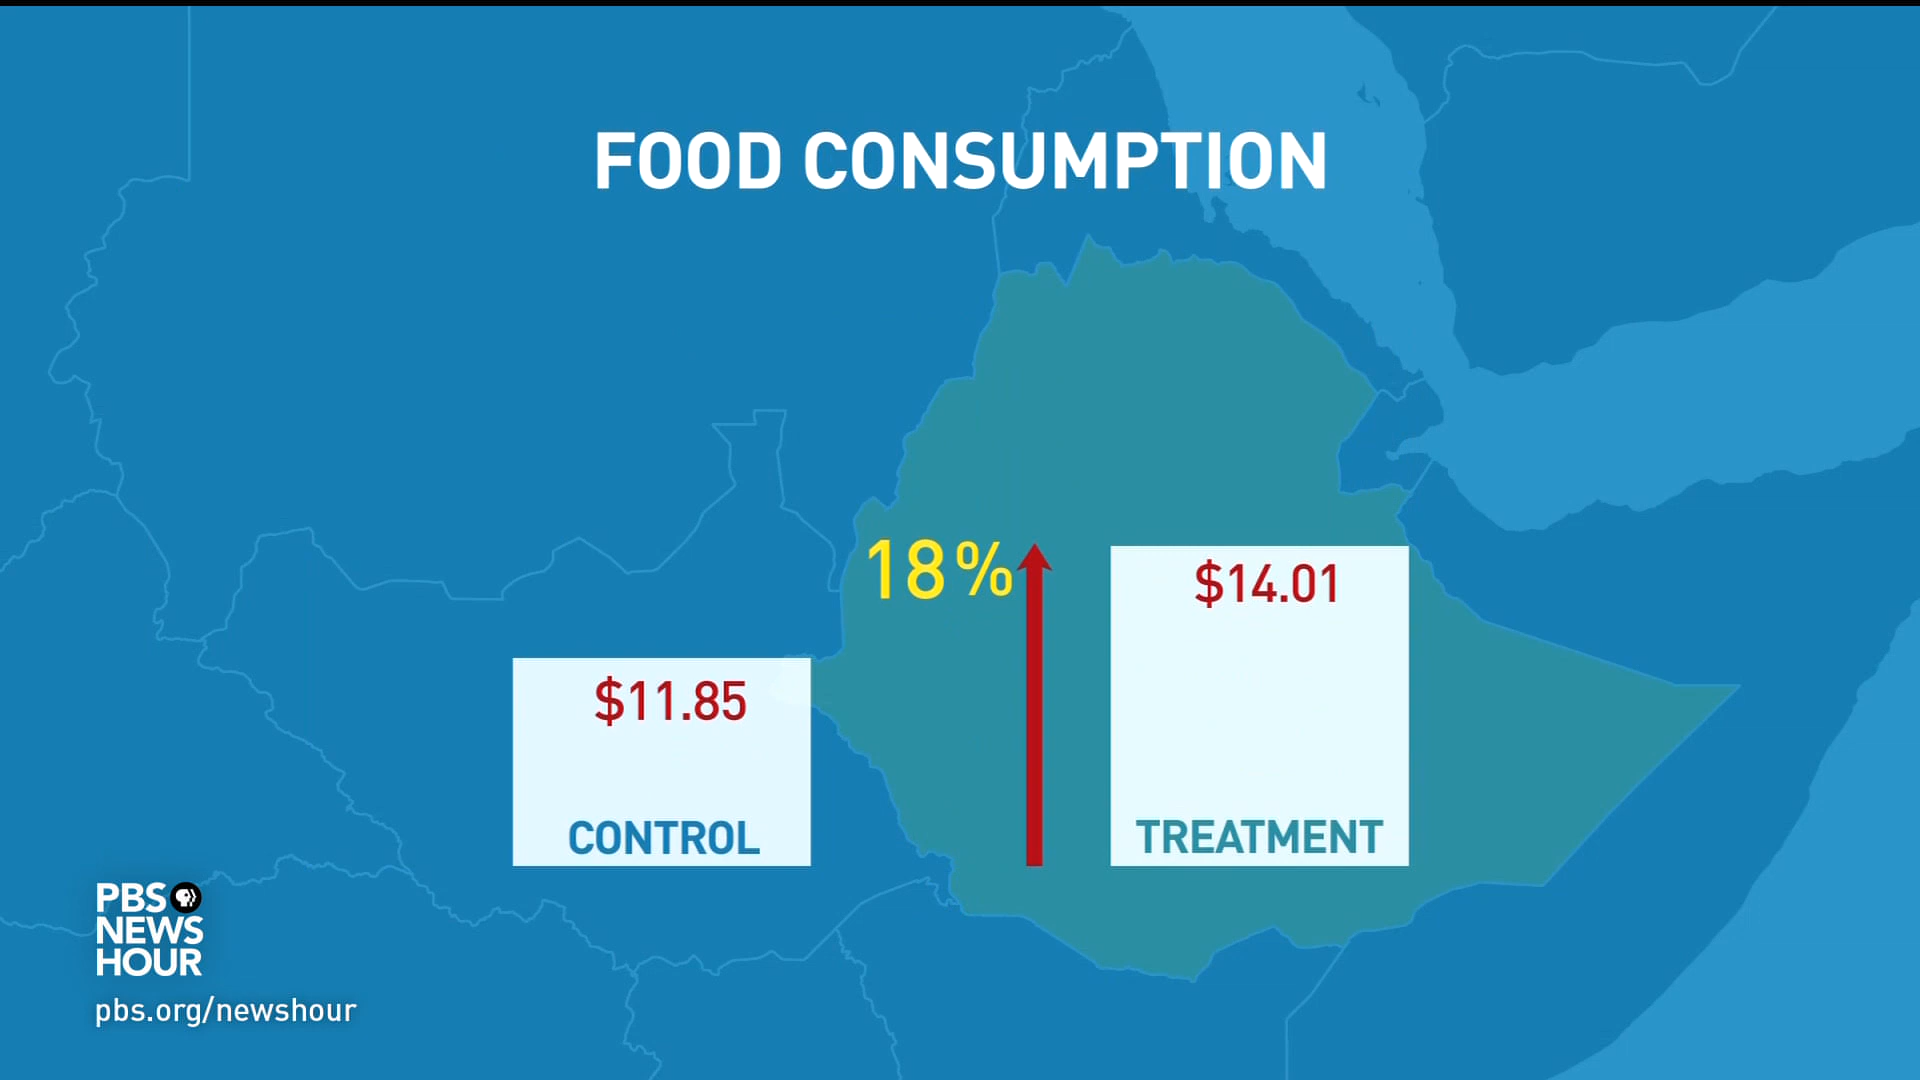 FOOD CONSUMPTION
18%
$14.01
$11.85
CONTROL
TREATMENT
PBS
NEWS
HOUR
pbs.org/newshour